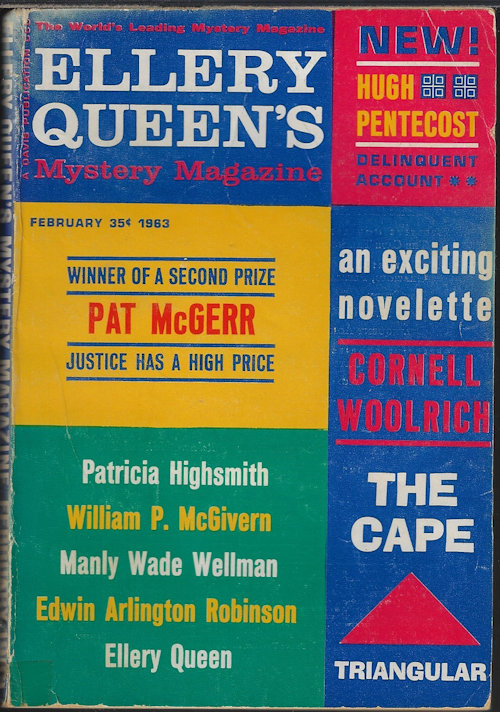 The World's Leading Mystery Magazine
ELLERY
QUEEN'S
Mystery Magazine
A DAVIS PUBLICATION
NEW!
HUGH
PENTECOST
DELINQUENT
ACCOUNT **
FEBRUARY 35¢ 1963
WINNER OF A SECOND PRIZE
PAT McGERR
JUSTICE HAS A HIGH PRICE
an exciting
novelette
CORNELL
WOOLRICH
THE
CAPE
TRIANGULAR
Patricia Highsmith
William P. McGivern
Manly Wade Wellman
Edwin Arlington Robinson
Ellery Queen